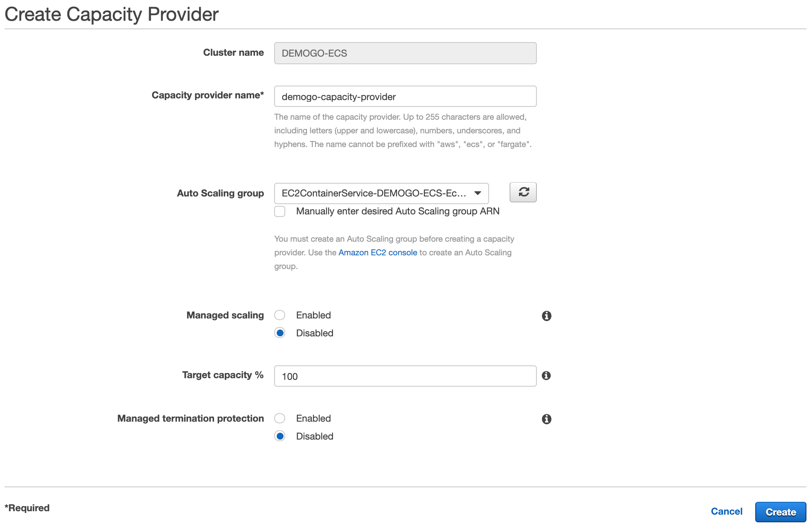 Create Capacity Provider
Cluster name
DEMOGO-ECS
Capacity provider name*
demogo-capacity-provider
The name of the capacity provider. Up to 255 characters are allowed,
including letters (upper and lowercase), numbers, underscores, and
hyphens. The name cannot be prefixed with "aws", "ecs", or "fargate".
Auto Scaling group
EC2ContainerService-DEMOGO-ECS-Ec...
Manually enter desired Auto Scaling group ARN
You must create an Auto Scaling group before creating a capacity
provider. Use the Amazon EC2 console to create an Auto Scaling
group.
Managed scaling
Enabled
Disabled
Target capacity %
100
Managed termination protection
Enabled
Disabled
*Required
Cancel
Create